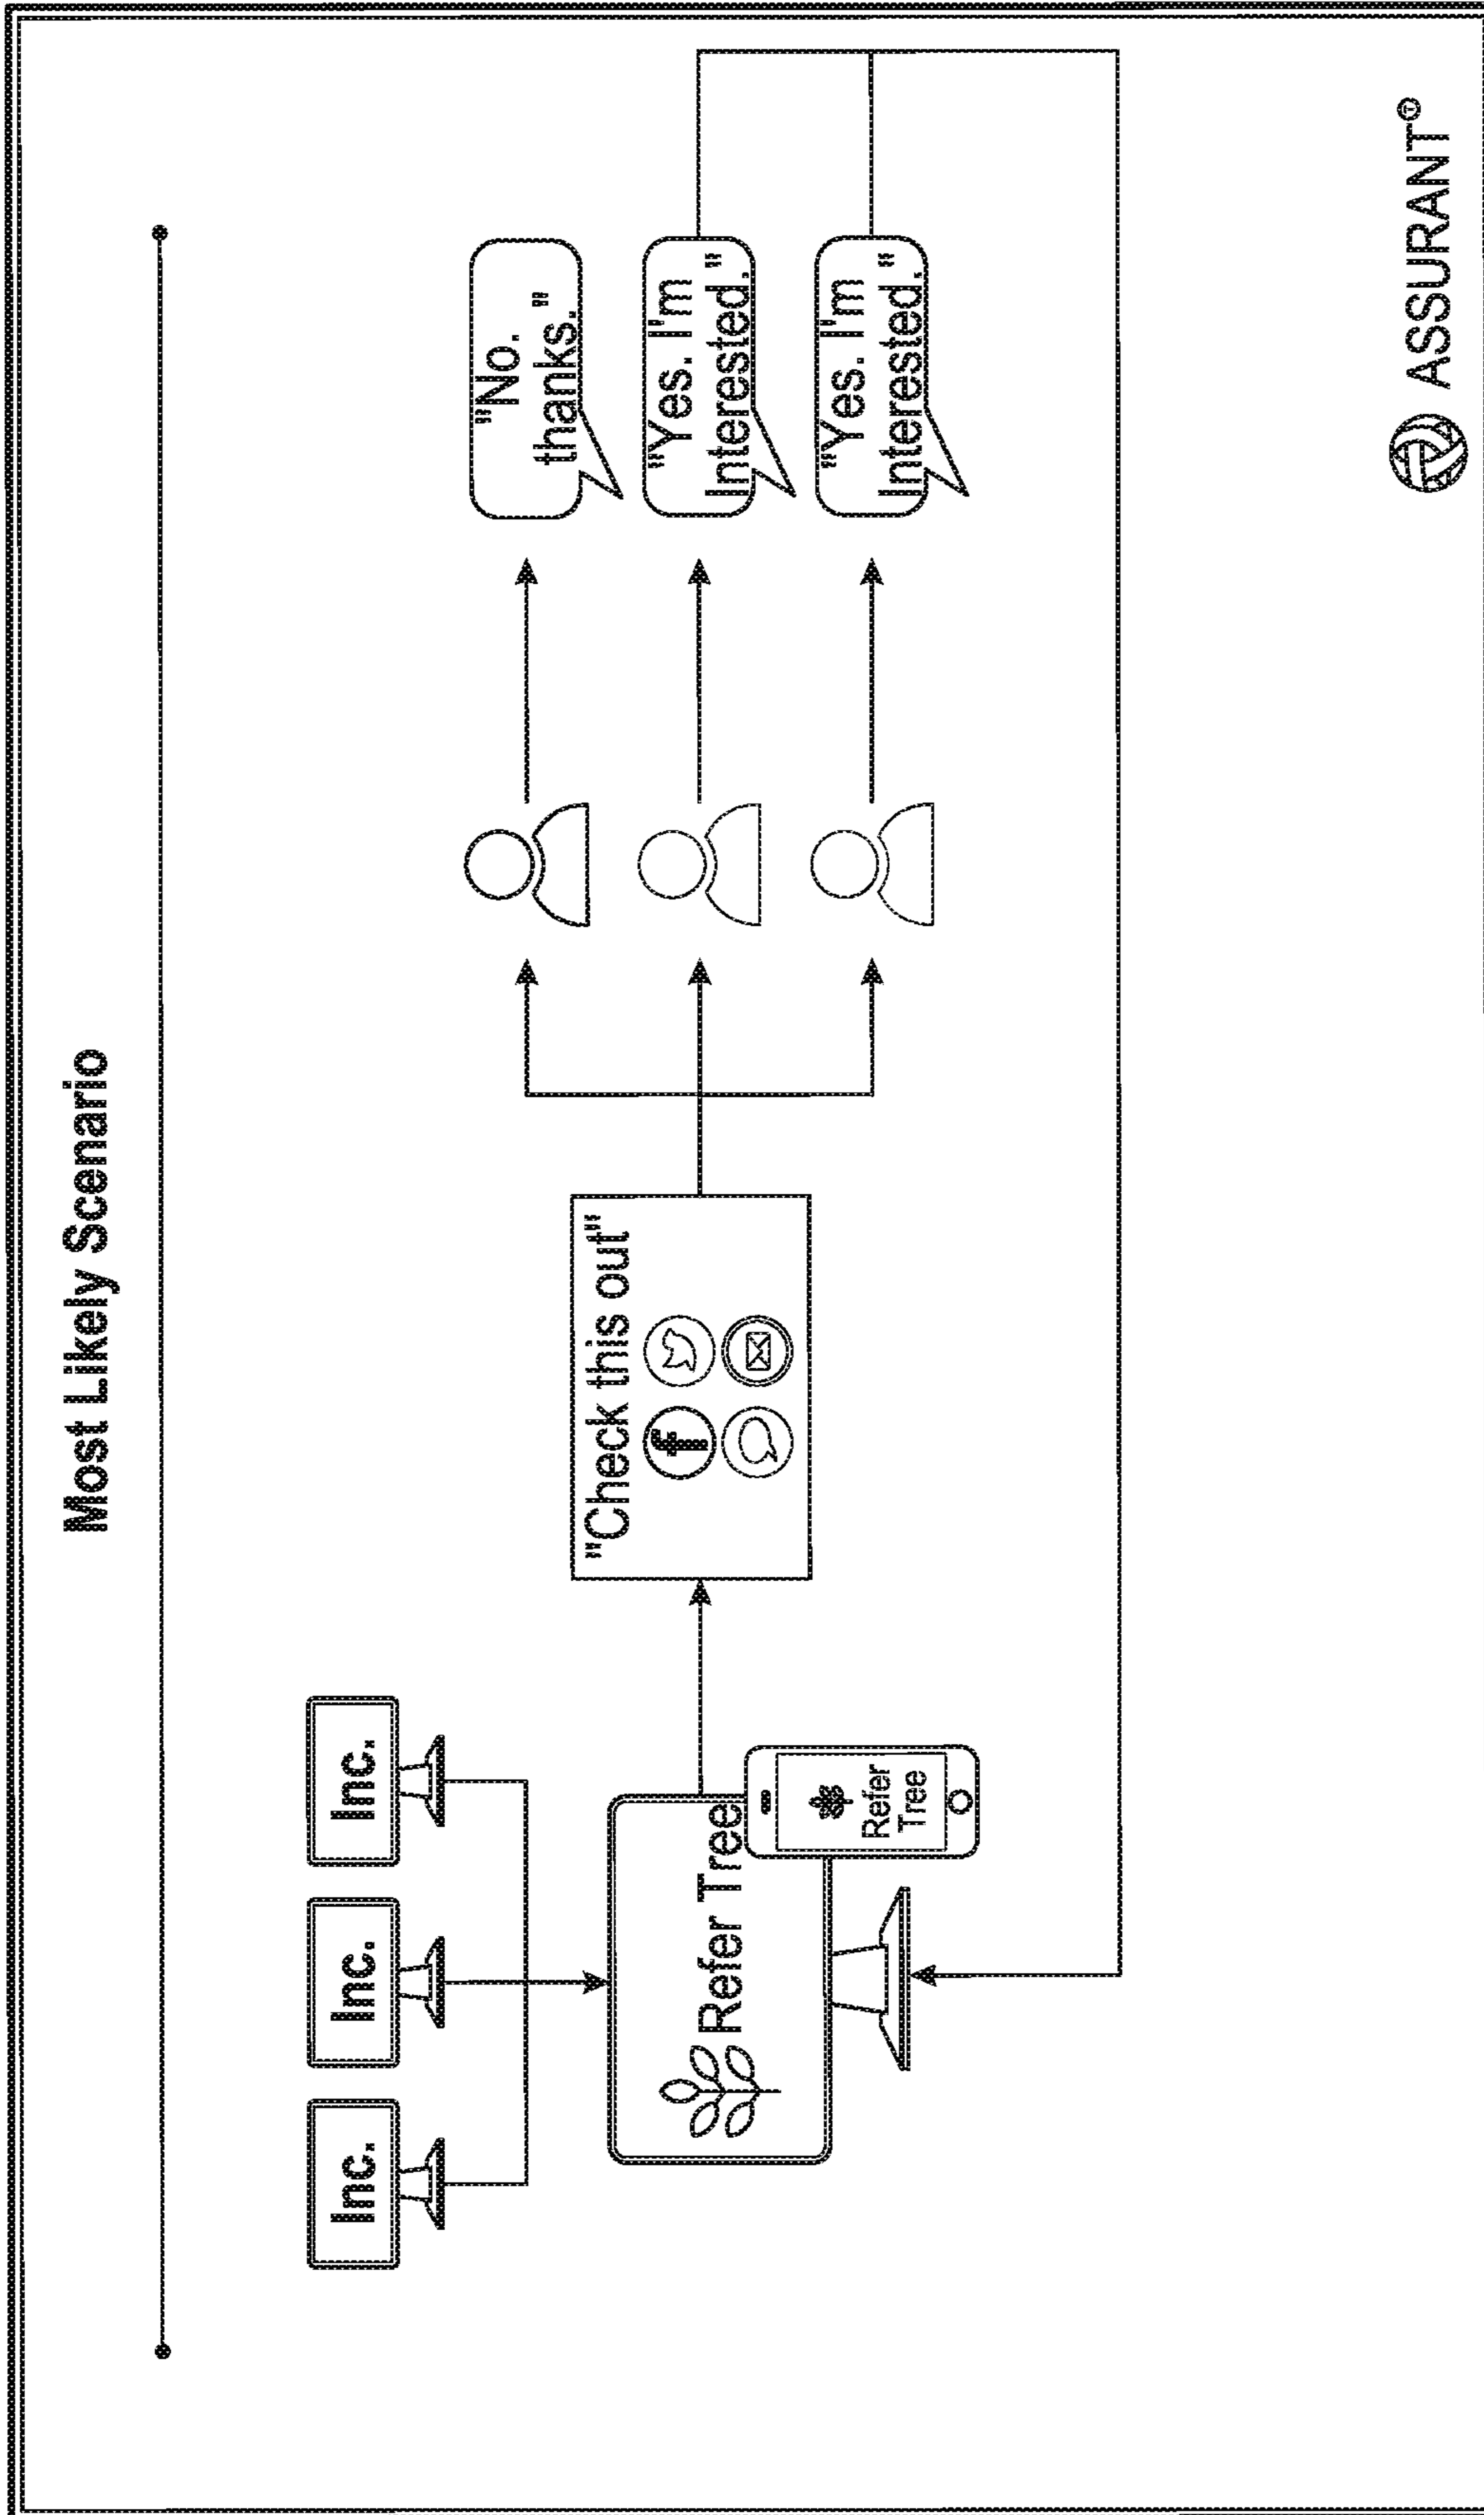 Most Likely Scenario
Inc.
Inc.
Inc.
Refer Tree
Refer
Tree
"Check this out"
f
"No.
thanks."
"Yes. I'm
Interested."
"Yes. I'm
Interested."
ASSURANT®